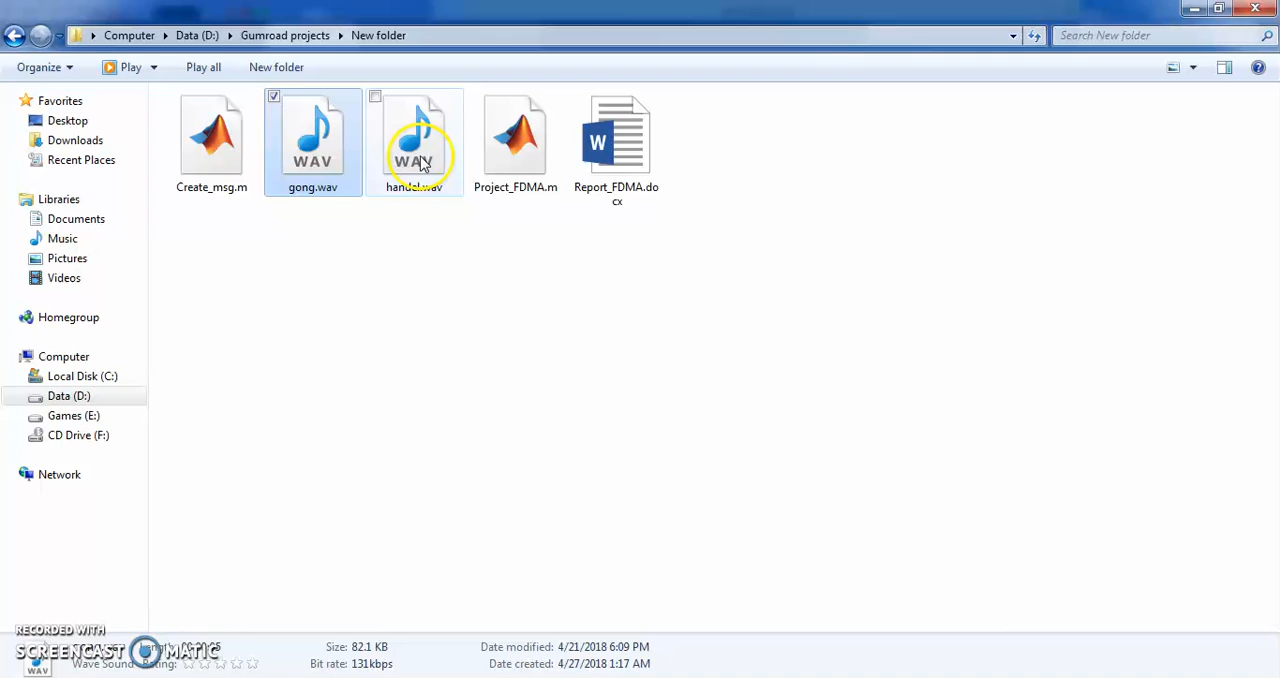 Computer Data (D:) Gumroad projects New folder
Search New folder
Organize Play Play all New folder
Favorites
Desktop
Downloads
Recent Places
Libraries
Documents
Music
Pictures
Videos
Homegroup
Computer
Local Disk (C:)
Data (D:)
Games (E:)
CD Drive (F:)
Network
WAV
WAV
W
Create_msg.m
gong.wav
handel.wav
Project_FDMA.m
Report_FDMA.do
cx
RECORDED WITH
SCREENCAST MATIC
WAV
Size: 82.1 KB
Date modified: 4/21/2018 6:09 PM
Wave Sound Rating:
Bit rate: 131kbps
Date created: 4/27/2018 1:17 AM